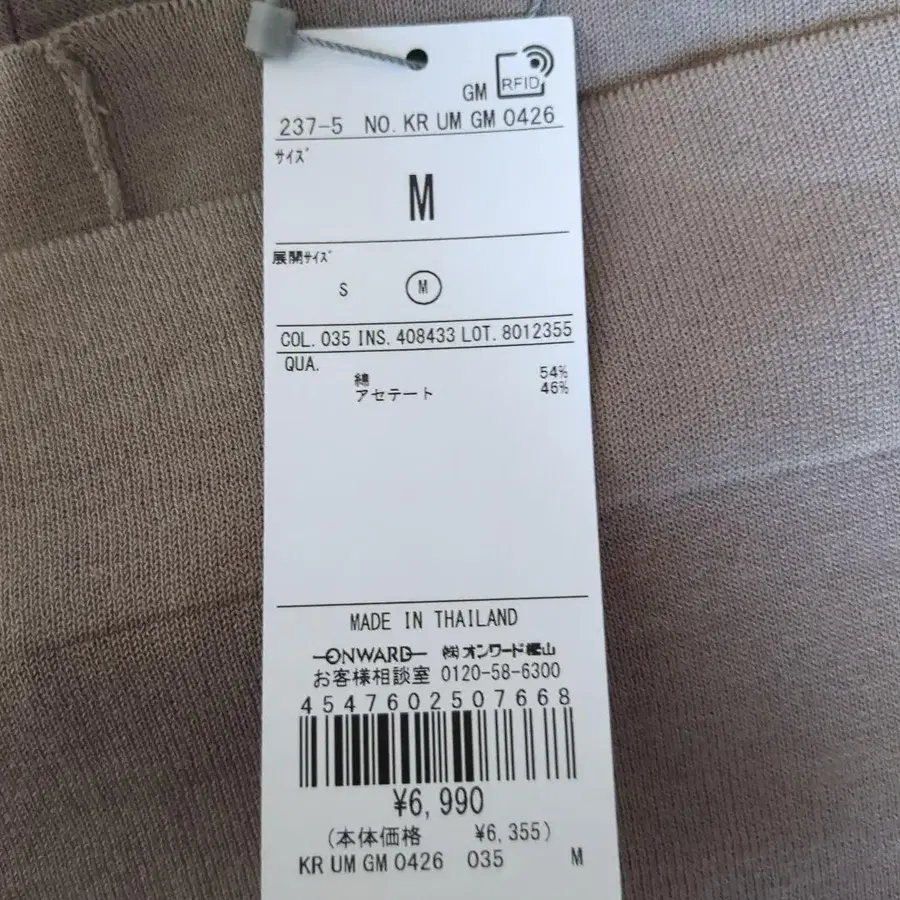 RFID
GM
237-5 NO. KR UM GM 0426
ｻｲｽﾞ
M
展開ｻｲｽﾞ
S M
COL. 035 INS. 408433 LOT. 8012355
QUA.
綿 54%
アセテート 46%
MADE IN THAILAND
ONWARD ㈱オンワード樫山
お客様相談室 0120-58-6300
4547602507668
¥6,990
(本体価格 ¥6,355)
KR UM GM 0426 035 M